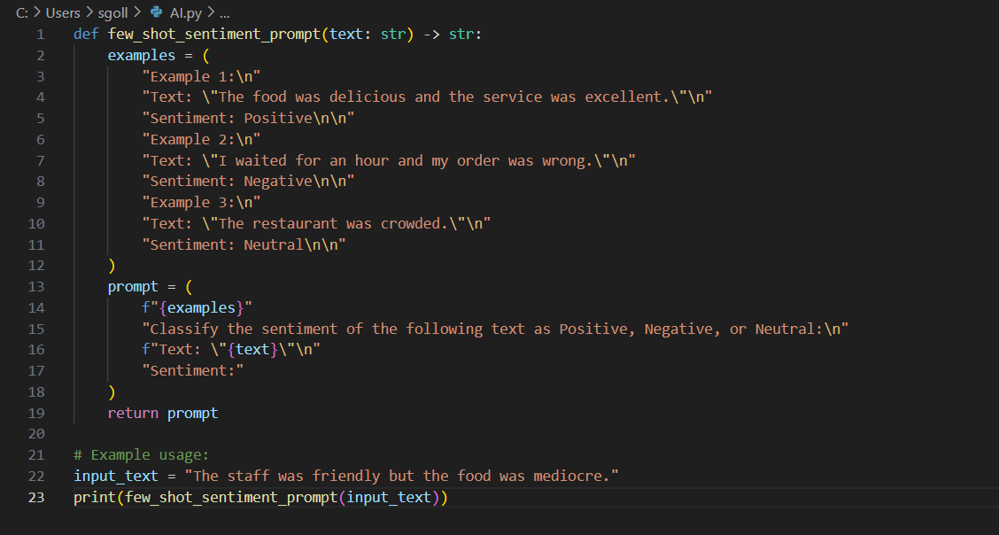 C: > Users > sgoll > AI.py > ...
1 def few_shot_sentiment_prompt(text: str) -> str:
2     examples = (
3         "Example 1:\n"
4         "Text: \"The food was delicious and the service was excellent.\"\n"
5         "Sentiment: Positive\n\n"
6         "Example 2:\n"
7         "Text: \"I waited for an hour and my order was wrong.\"\n"
8         "Sentiment: Negative\n\n"
9         "Example 3:\n"
10         "Text: \"The restaurant was crowded.\"\n"
11         "Sentiment: Neutral\n\n"
12     )
13     prompt = (
14         f"{examples}"
15         "Classify the sentiment of the following text as Positive, Negative, or Neutral:\n"
16         f"Text: \"{text}\"\n"
17         "Sentiment:"
18     )
19     return prompt
20
21 # Example usage:
22 input_text = "The staff was friendly but the food was mediocre."
23 print(few_shot_sentiment_prompt(input_text))